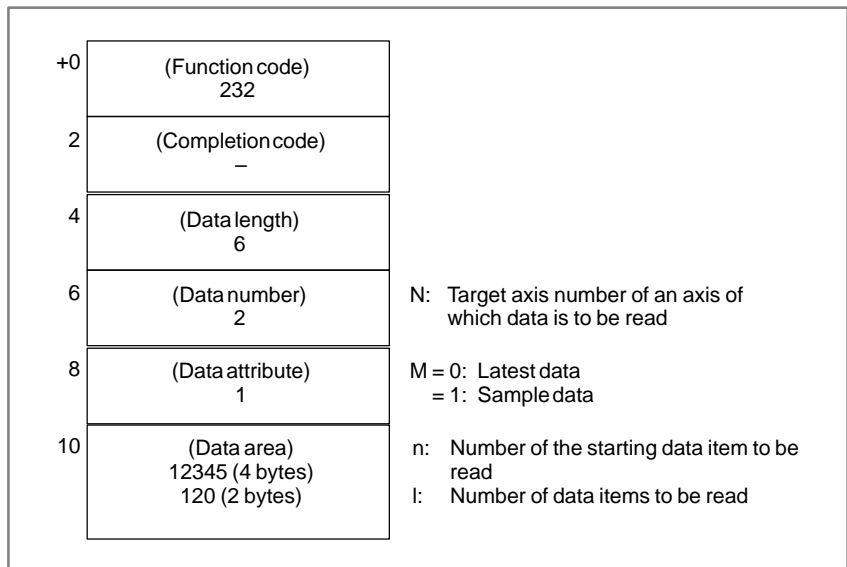 +0
(Function code)
232
2
(Completion code)
–
4
(Data length)
6
6
(Data number)
2
N: Target axis number of an axis of
which data is to be read
8
(Data attribute)
1
M = 0: Latest data
= 1: Sample data
10
(Data area)
12345 (4 bytes)
120 (2 bytes)
n: Number of the starting data item to be
read
l: Number of data items to be read